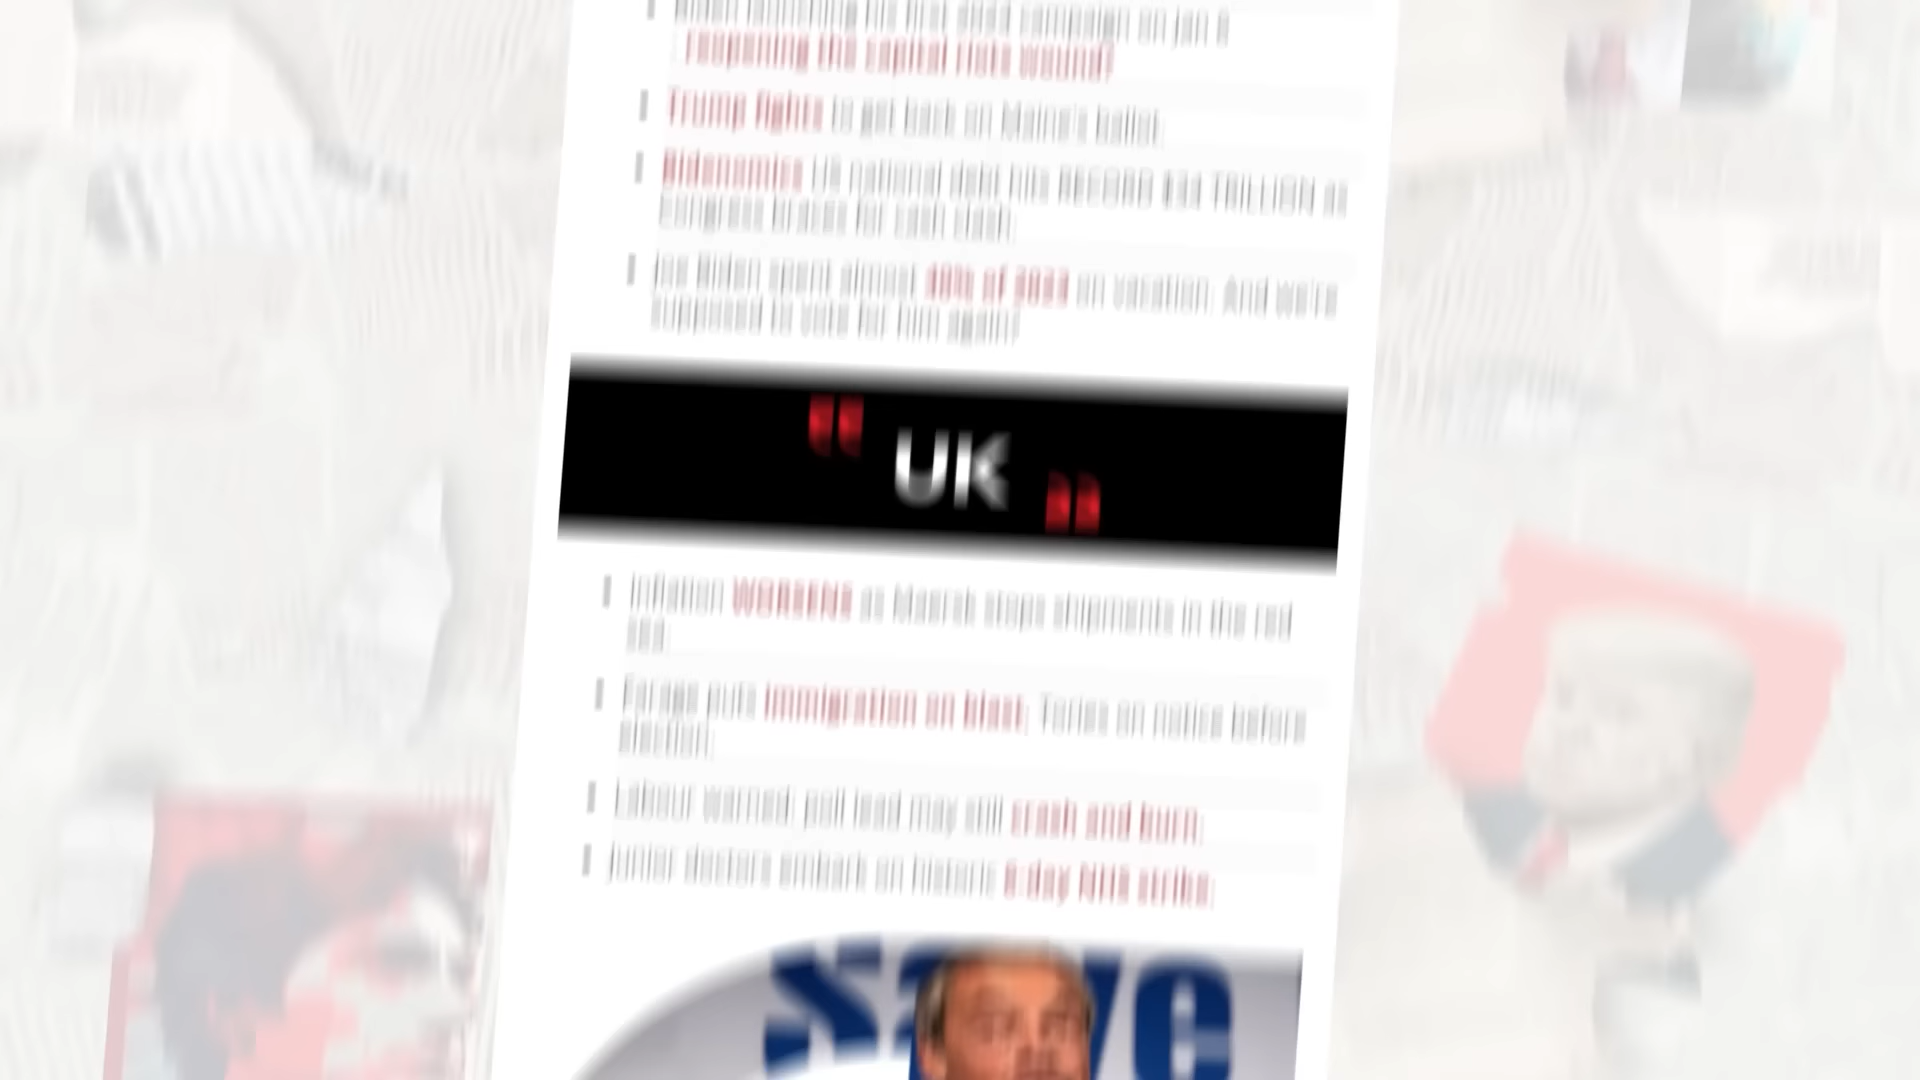 on Jan 6
reopening the capitol riots wound?
Trump fights to get back on Maine's ballot.
Bidenomics US national debt hits RECORD $34 TRILLION as
Congress braces for cash clash.
Joe Biden spent almost 40% of 2023 on vacation. And we're
supposed to vote for him again?
" UK "
Inflation WORSENS as Maersk stops shipments in the red
sea.
Farage puts immigration on blast. Tories on notice before
election.
Labour warned: poll lead may still crash and burn.
Junior doctors embark on historic 6-day NHS strike.
save